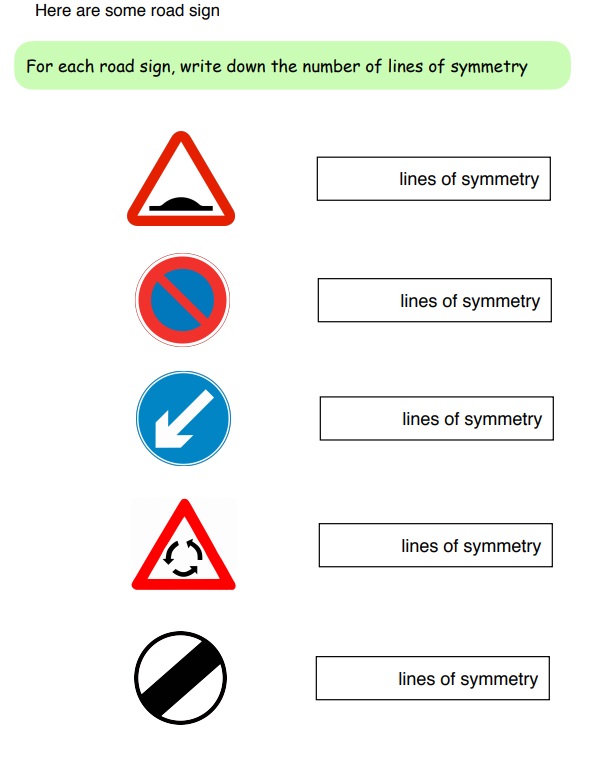 Here are some road sign
For each road sign, write down the number of lines of symmetry
lines of symmetry
lines of symmetry
lines of symmetry
lines of symmetry
lines of symmetry